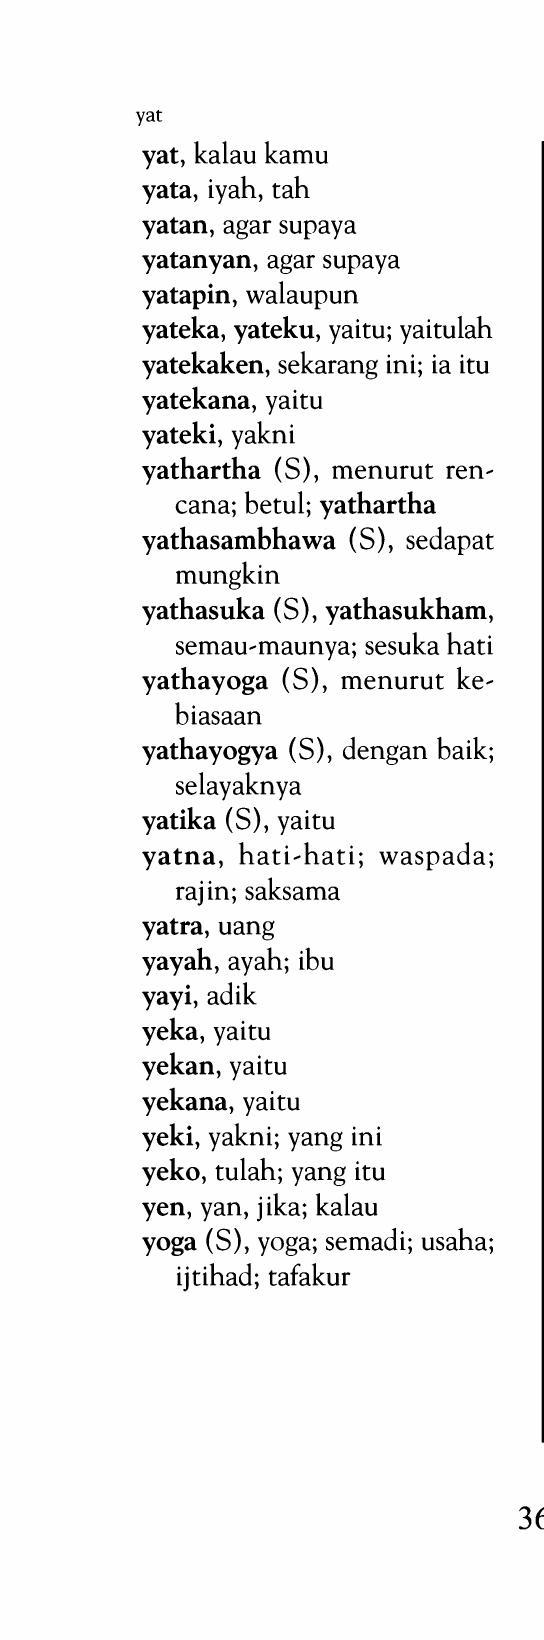 yat
yat, kalau kamu
yata, iyah, tah
yatan, agar supaya
yatanyan, agar supaya
yatapin, walaupun
yateka, yateku, yaitu; yaitulah
yatekaken, sekarang ini; ia itu
yatekana, yaitu
yateki, yakni
yathartha (S), menurut ren-
cana; betul; yathartha
yathasambhawa (S), sedapat
mungkin
yathasuka (S), yathasukham,
semau-maunya; sesuka hati
yathayoga (S), menurut ke-
biasaan
yathayogya (S), dengan baik;
selayaknya
yatika (S), yaitu
yatna, hati-hati; waspada;
rajin; saksama
yatra, uang
yayah, ayah; ibu
yayi, adik
yeka, yaitu
yekan, yaitu
yekana, yaitu
yeki, yakni; yang ini
yeko, tulah; yang itu
yen, yan, jika; kalau
yoga (S), yoga; semadi; usaha;
ijtihad; tafakur